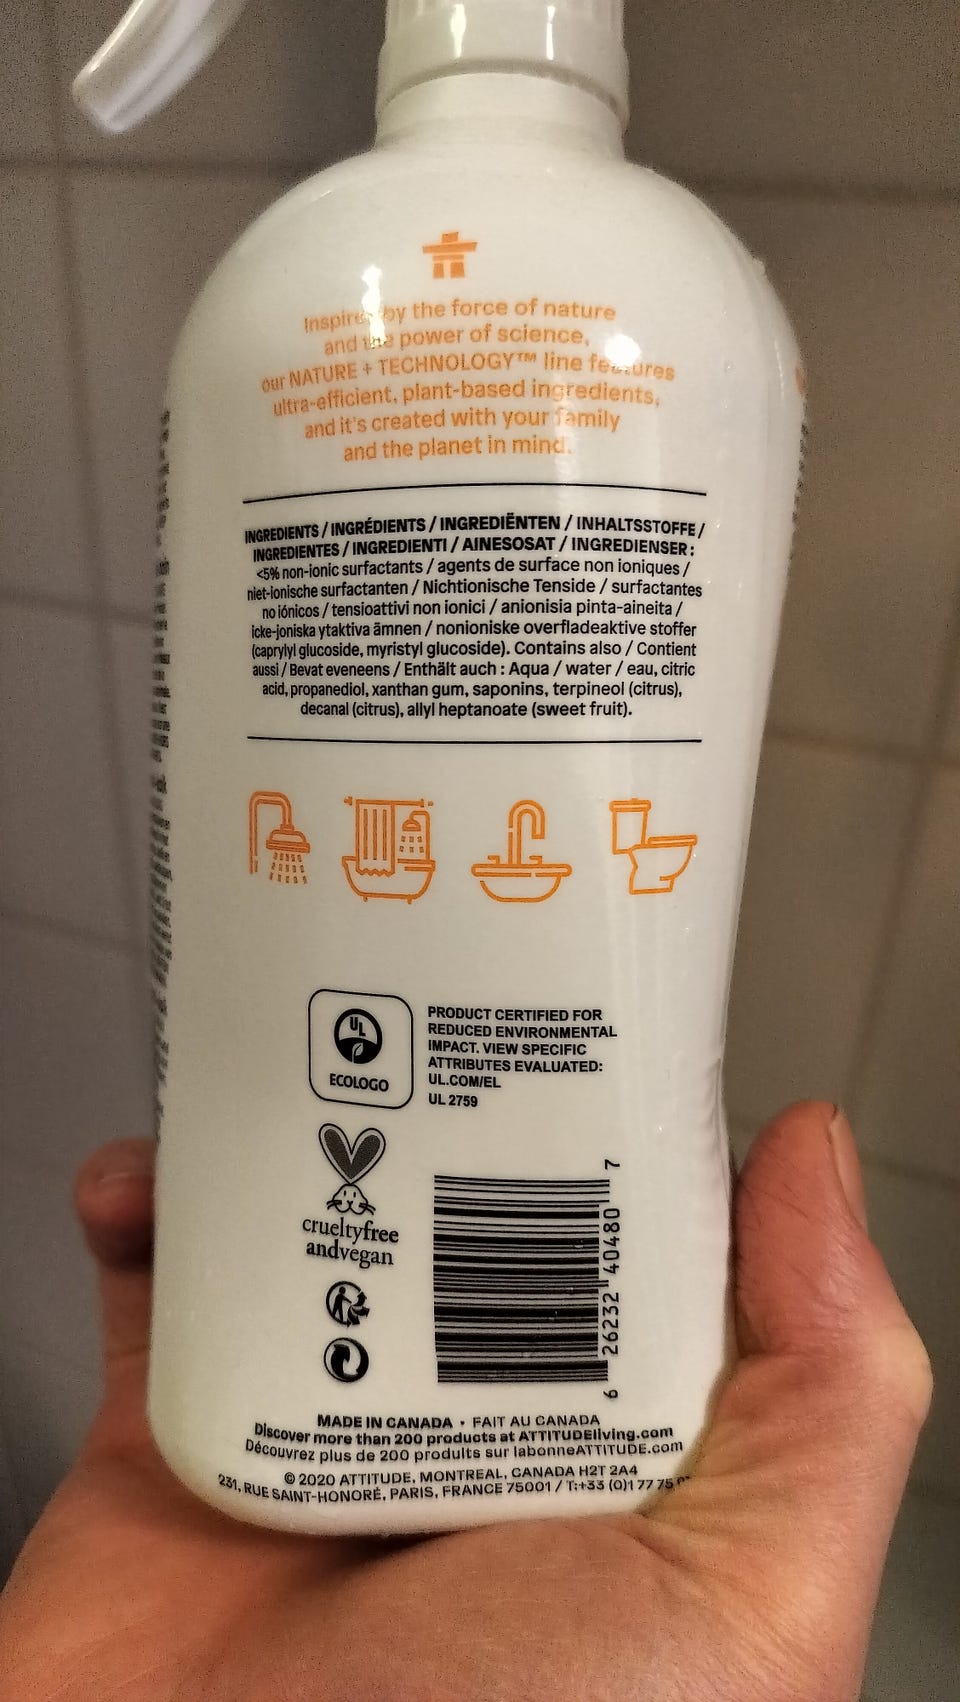 Inspired by the force of nature
and the power of science,
our NATURE + TECHNOLOGY™ line features
ultra-efficient, plant-based ingredients,
and it's created with your family
and the planet in mind.
INGREDIENTS / INGRÉDIENTS / INGREDIËNTEN / INHALTSSTOFFE /
INGREDIENTES / INGREDIENTI / AINESOSAT / INGREDIENSER :
<5% non-ionic surfactants / agents de surface non ioniques /
niet-ionische surfactanten / Nichtionische Tenside / surfactantes
no iónicos / tensioattivi non ionici / anionisia pinta-aineita /
icke-joniska ytaktiva ämnen / nonioniske overfladeaktive stoffer
(caprylyl glucoside, myristyl glucoside). Contains also / Contient
aussi / Bevat eveneens / Enthält auch : Aqua / water / eau, citric
acid, propanediol, xanthan gum, saponins, terpineol (citrus),
decanal (citrus), allyl heptanoate (sweet fruit).
UL
ECOLOGO
PRODUCT CERTIFIED FOR
REDUCED ENVIRONMENTAL
IMPACT. VIEW SPECIFIC
ATTRIBUTES EVALUATED:
UL.COM/EL
UL 2759
crueltyfree
andvegan
6 26232 40480 7
MADE IN CANADA • FAIT AU CANADA
Discover more than 200 products at ATTITUDEliving.com
Découvrez plus de 200 produits sur labonneATTITUDE.com
© 2020 ATTITUDE, MONTREAL, CANADA H2T 2A4
231, RUE SAINT-HONORÉ, PARIS, FRANCE 75001 / T:+33 (0)1 77 75